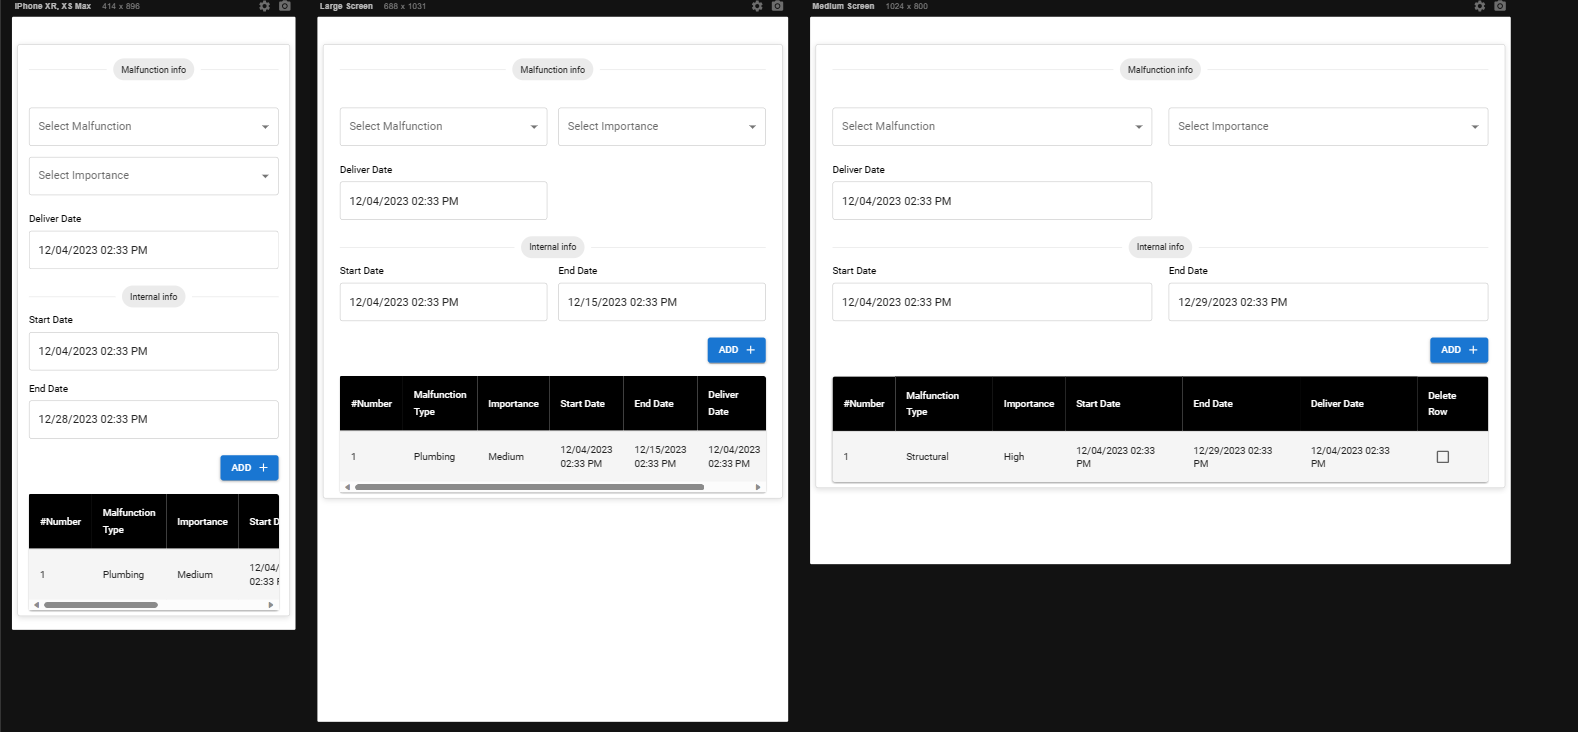 iPhone XR, XS Max 414 x 896
Malfunction info
Select Malfunction
Select Importance
Deliver Date
12/04/2023 02:33 PM
Internal info
Start Date
12/04/2023 02:33 PM
End Date
12/28/2023 02:33 PM
ADD +
#Number Malfunction Type Importance Start D
1 Plumbing Medium 12/04/
02:33 P
Large Screen 688 x 1031
Malfunction info
Select Malfunction Select Importance
Deliver Date
12/04/2023 02:33 PM
Internal info
Start Date End Date
12/04/2023 02:33 PM 12/15/2023 02:33 PM
ADD +
#Number Malfunction Type Importance Start Date End Date Deliver Date
1 Plumbing Medium 12/04/2023 02:33 PM 12/15/2023 02:33 PM 12/04/2023 02:33 PM
Medium Screen 1024 x 800
Malfunction info
Select Malfunction Select Importance
Deliver Date
12/04/2023 02:33 PM
Internal info
Start Date End Date
12/04/2023 02:33 PM 12/29/2023 02:33 PM
ADD +
#Number Malfunction Type Importance Start Date End Date Deliver Date Delete Row
1 Structural High 12/04/2023 02:33 PM 12/29/2023 02:33 PM 12/04/2023 02:33 PM